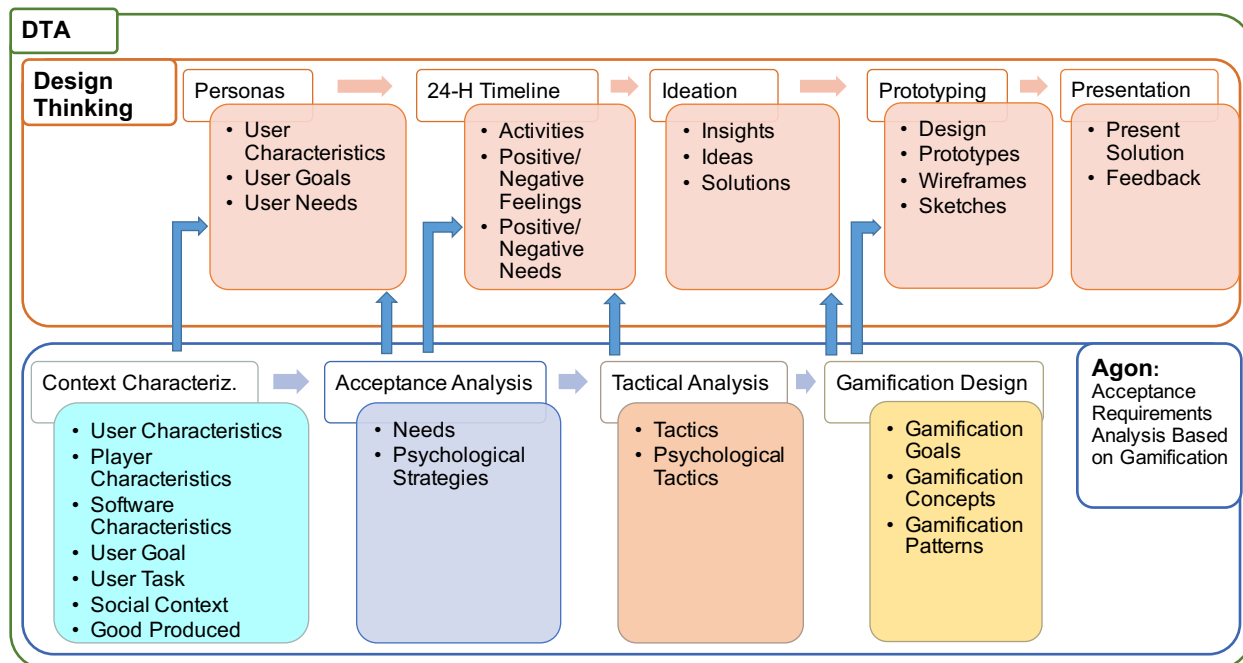 DTA
Design
Thinking
Personas
• User
Characteristics
• User Goals
• User Needs
24-H Timeline
• Activities
• Positive/
Negative
Feelings
• Positive/
Negative
Needs
Ideation
• Insights
• Ideas
• Solutions
Prototyping
• Design
• Prototypes
• Wireframes
• Sketches
Presentation
• Present
Solution
• Feedback
Context Characteriz.
• User Characteristics
• Player
Characteristics
• Software
Characteristics
• User Goal
• User Task
• Social Context
• Good Produced
Acceptance Analysis
• Needs
• Psychological
Strategies
Tactical Analysis
• Tactics
• Psychological
Tactics
Gamification Design
• Gamification
Goals
• Gamification
Concepts
• Gamification
Patterns
Agon:
Acceptance
Requirements
Analysis Based
on Gamification